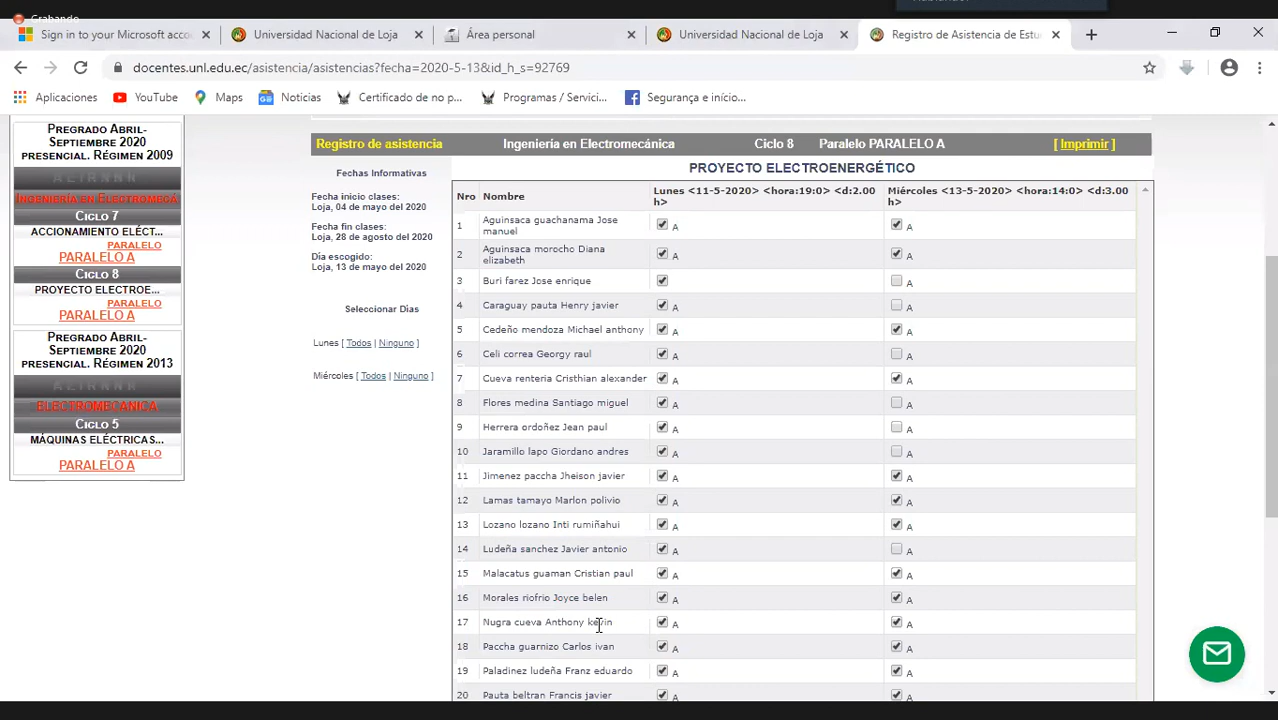 Grabando
Sign in to your Microsoft acco
Universidad Nacional de Loja
Área personal
Universidad Nacional de Loja
Registro de Asistencia de Estu
docentes.unl.edu.ec/asistencia/asistencias?fecha=2020-5-13&id_h_s=92769
Aplicaciones
YouTube
Maps
Noticias
Certificado de no p...
Programas / Servici...
Segurança e iníco...
PREGRADO ABRIL-
SEPTIEMBRE 2020
PRESENCIAL. RÉGIMEN 2009
INGENIERÍA EN ELECTROMECÁ
CICLO 7
ACCIONAMIENTO ELÉCT...
PARALELO
PARALELO A
CICLO 8
PROYECTO ELECTROE...
PARALELO
PARALELO A
PREGRADO ABRIL-
SEPTIEMBRE 2020
PRESENCIAL. RÉGIMEN 2013
ELECTROMECANICA
CICLO 5
MÁQUINAS ELÉCTRICAS...
PARALELO
PARALELO A
Registro de asistencia Ingeniería en Electromecánica Ciclo 8 Paralelo PARALELO A [ Imprimir ]
Fechas Informativas
Fecha inicio clases:
Loja, 04 de mayo del 2020
Fecha fin clases:
Loja, 28 de agosto del 2020
Día escogido:
Loja, 13 de mayo del 2020
Seleccionar Días
Lunes [ Todos | Ninguno ]
Miércoles [ Todos | Ninguno ]
PROYECTO ELECTROENERGÉTICO
Nro Nombre Lunes <11-5-2020> <hora:19:0> <d:2.00 h> Miércoles <13-5-2020> <hora:14:0> <d:3.00 h>
1 Aguinsaca guachanama Jose manuel A A
2 Aguinsaca morocho Diana elizabeth A A
3 Buri farez Jose enrique A
4 Caraguay pauta Henry javier A A
5 Cedeño mendoza Michael anthony A A
6 Celi correa Georgy raul A A
7 Cueva renteria Cristhian alexander A A
8 Flores medina Santiago miguel A A
9 Herrera ordoñez Jean paul A A
10 Jaramillo lapo Giordano andres A A
11 Jimenez paccha Jheison javier A A
12 Lamas tamayo Marlon polivio A A
13 Lozano lozano Inti rumiñahui A A
14 Ludeña sanchez Javier antonio A A
15 Malacatus guaman Cristian paul A A
16 Morales riofrio Joyce belen A A
17 Nugra cueva Anthony kevin A A
18 Paccha guarnizo Carlos ivan A A
19 Paladinez ludeña Franz eduardo A A
20 Pauta beltran Francis javier A A